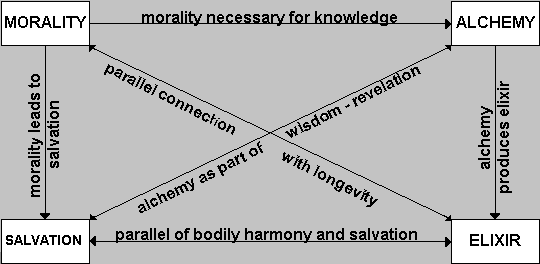 MORALITY
morality necessary for knowledge
ALCHEMY
parallel connection
with longevity
alchemy as part of
wisdom - revelation
morality leads to
salvation
alchemy
produces elixir
SALVATION
parallel of bodily harmony and salvation
ELIXIR